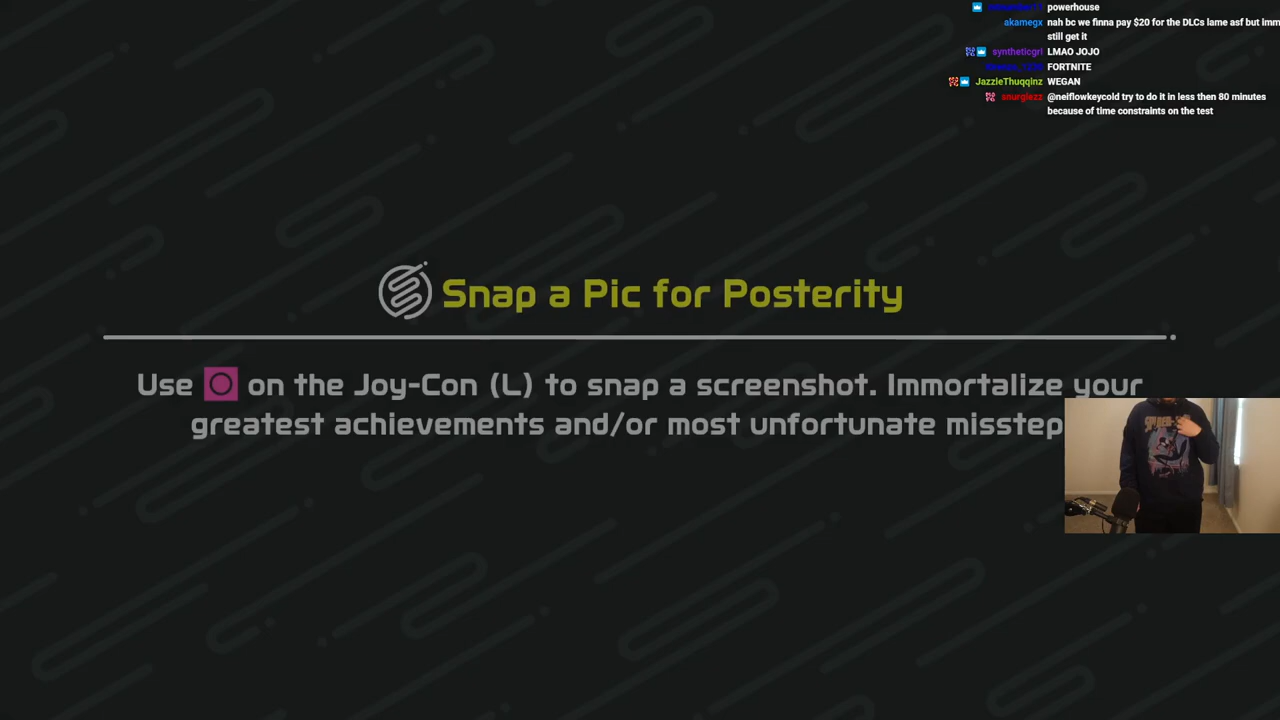 powerhouse
akamegx nah bc we finna pay $20 for the DLCs lame asf but imm
still get it
syntheticgrl LMAO JOJO
FORTNITE
JazzieThuqqinz WEGAN
snurglezz @neiflowkeycold try to do it in less then 80 minutes
because of time constraints on the test
Snap a Pic for Posterity
Use on the Joy-Con (L) to snap a screenshot. Immortalize your
greatest achievements and/or most unfortunate misstep